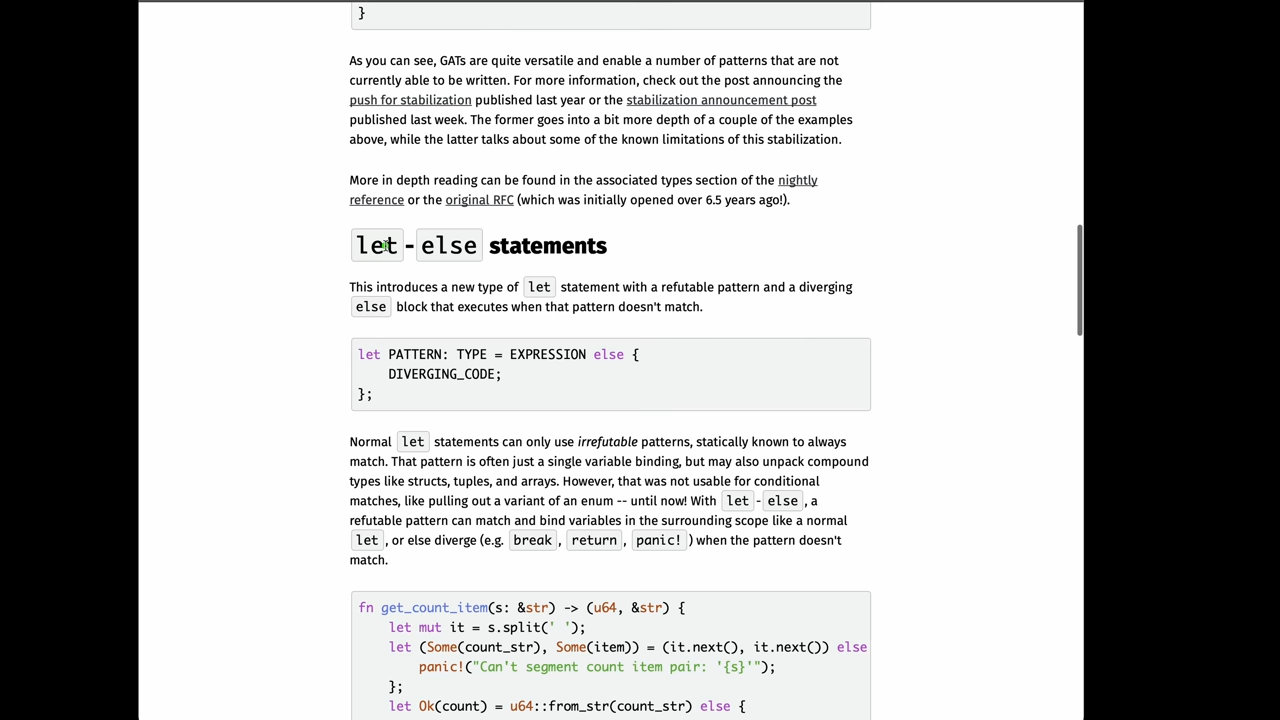 }
As you can see, GATs are quite versatile and enable a number of patterns that are not
currently able to be written. For more information, check out the post announcing the
push for stabilization published last year or the stabilization announcement post
published last week. The former goes into a bit more depth of a couple of the examples
above, while the latter talks about some of the known limitations of this stabilization.
More in depth reading can be found in the associated types section of the nightly
reference or the original RFC (which was initially opened over 6.5 years ago!).
let-else statements
This introduces a new type of let statement with a refutable pattern and a diverging
else block that executes when that pattern doesn't match.
let PATTERN: TYPE = EXPRESSION else {
    DIVERGING_CODE;
};
Normal let statements can only use irrefutable patterns, statically known to always
match. That pattern is often just a single variable binding, but may also unpack compound
types like structs, tuples, and arrays. However, that was not usable for conditional
matches, like pulling out a variant of an enum -- until now! With let-else, a
refutable pattern can match and bind variables in the surrounding scope like a normal
let, or else diverge (e.g. break, return, panic!) when the pattern doesn't
match.
fn get_count_item(s: &str) -> (u64, &str) {
    let mut it = s.split(' ');
    let (Some(count_str), Some(item)) = (it.next(), it.next()) else
        panic!("Can't segment count item pair: '{s}'");
    };
    let Ok(count) = u64::from_str(count_str) else {